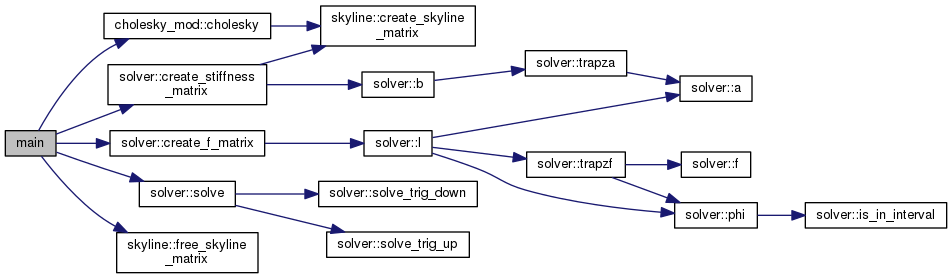 main
cholesky_mod::cholesky
skyline::create_skyline
_matrix
solver::create_stiffness
_matrix
solver::b
solver::trapza
solver::a
solver::create_f_matrix
solver::l
solver::trapzf
solver::f
solver::phi
solver::is_in_interval
solver::solve
solver::solve_trig_down
solver::solve_trig_up
skyline::free_skyline
_matrix